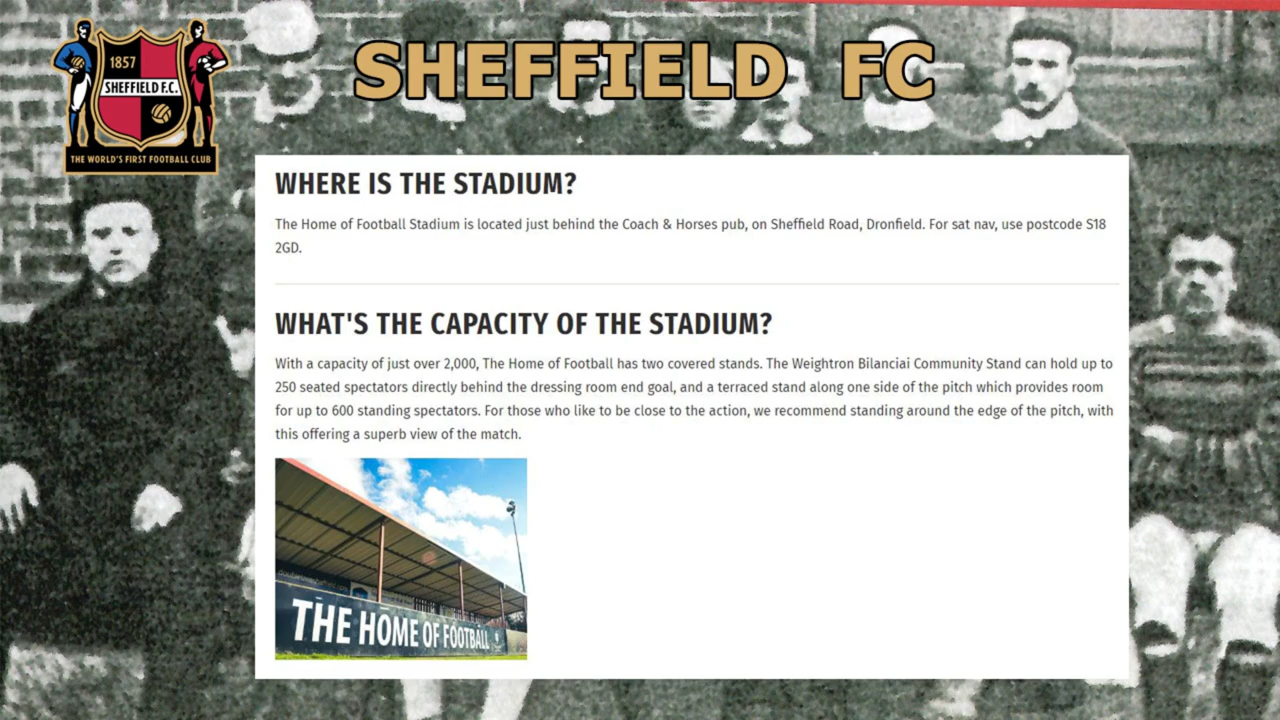 1857
SHEFFIELD F.C.
THE WORLD'S FIRST FOOTBALL CLUB
SHEFFIELD FC
WHERE IS THE STADIUM?
The Home of Football Stadium is located just behind the Coach & Horses pub, on Sheffield Road, Dronfield. For sat nav, use postcode S18
2GD.
WHAT'S THE CAPACITY OF THE STADIUM?
With a capacity of just over 2,000, The Home of Football has two covered stands. The Weightron Bilanciai Community Stand can hold up to
250 seated spectators directly behind the dressing room end goal, and a terraced stand along one side of the pitch which provides room
for up to 600 standing spectators. For those who like to be close to the action, we recommend standing around the edge of the pitch, with
this offering a superb view of the match.
THE HOME OF FOOTBALL